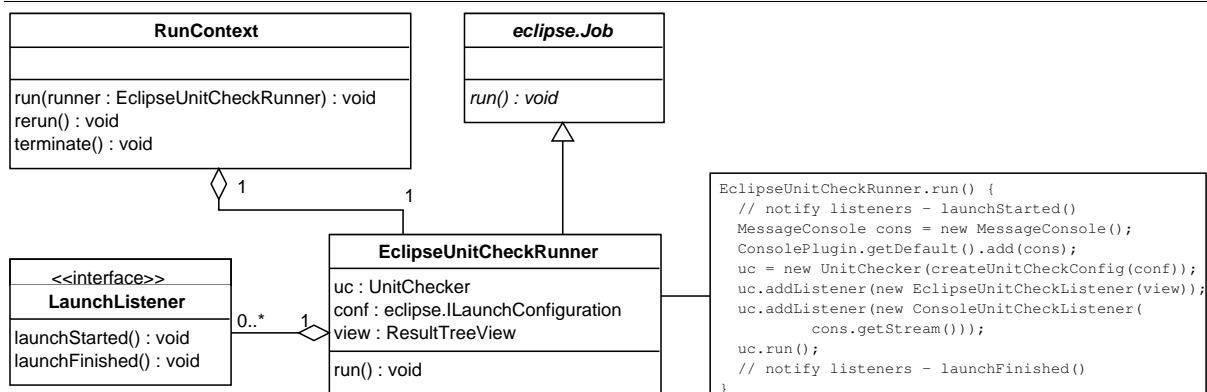 RunContext
run(runner : EclipseUnitCheckRunner) : void
rerun() : void
terminate() : void
eclipse.Job
run() : void
1
1
<<interface>>
LaunchListener
launchStarted() : void
launchFinished() : void
0..*
1
EclipseUnitCheckRunner
uc : UnitChecker
conf : eclipse.ILaunchConfiguration
view : ResultTreeView
run() : void
EclipseUnitCheckRunner.run() {
// notify listeners - launchStarted()
MessageConsole cons = new MessageConsole();
ConsolePlugin.getDefault().add(cons);
uc = new UnitChecker(createUnitCheckConfig(conf));
uc.addListener(new EclipseUnitCheckListener(view));
uc.addListener(new ConsoleUnitCheckListener(
cons.getStream()));
uc.run();
// notify listeners - launchFinished()
}